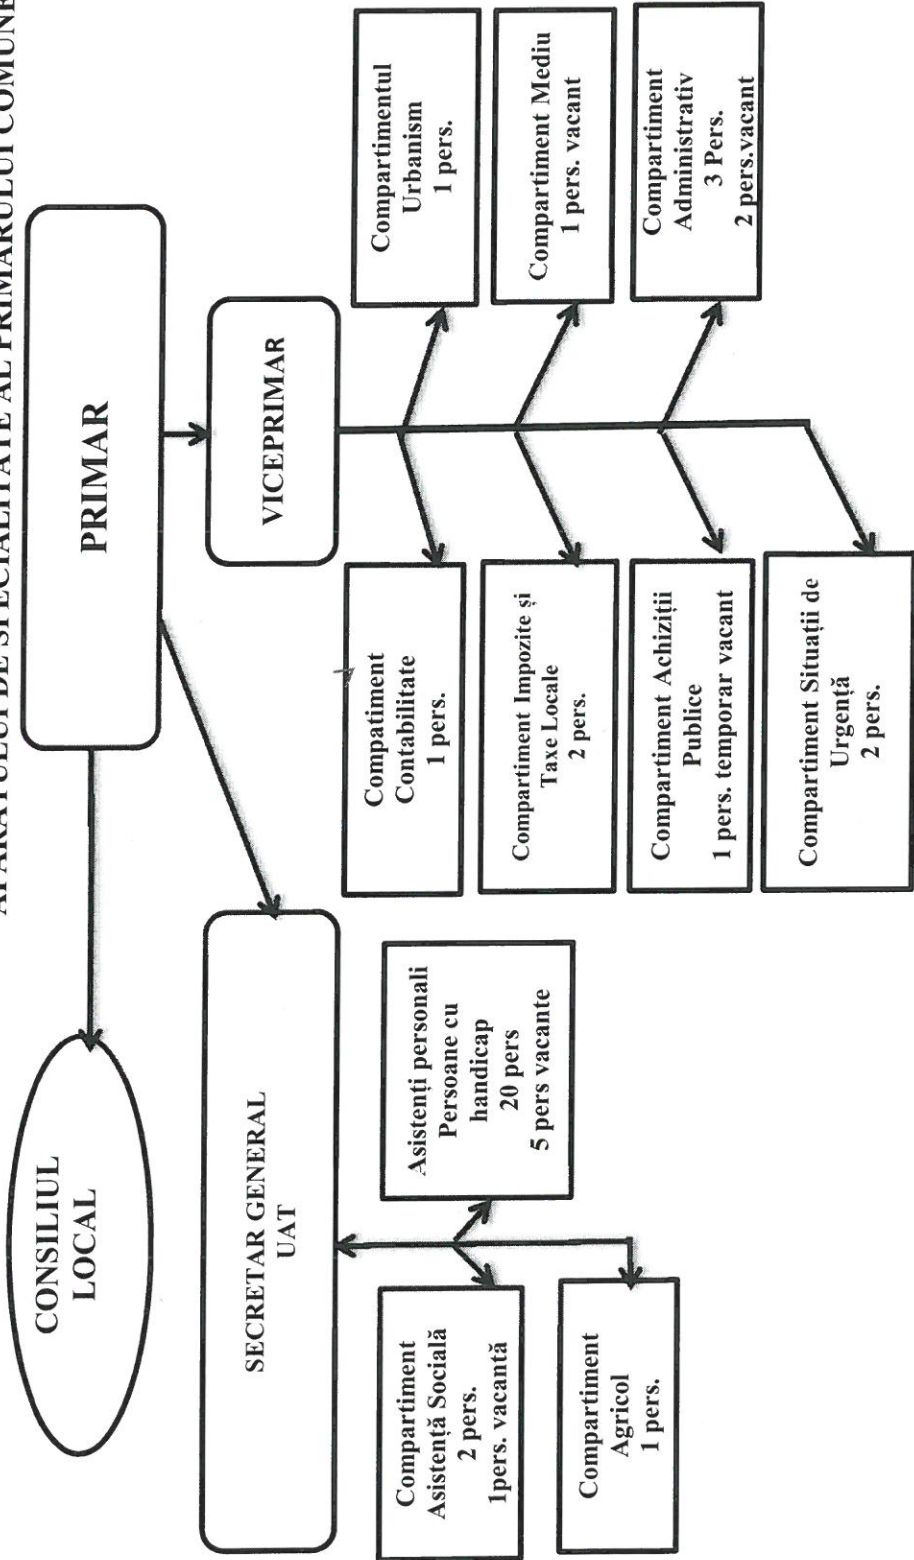 APARATULUI DE SPECIALITATE AL PRIMARULUI COMUNE
CONSILIUL
LOCAL
PRIMAR
SECRETAR GENERAL
UAT
VICEPRIMAR
Compartiment
Asistență Socială
2 pers.
1pers. vacantă
Asistenți personali
Persoane cu
handicap
20 pers
5 pers vacante
Compartiment
Agricol
1 pers.
Compatiment
Contabilitate
1 pers.
Compartimentul
Urbanism
1 pers.
Compartiment Impozite și
Taxe Locale
2 pers.
Compartiment Mediu
1 pers. vacant
Compartiment Achiziții
Publice
1 pers. temporar vacant
Compartiment
Administrativ
3 Pers.
2 pers.vacant
Compartiment Situații de
Urgență
2 pers.